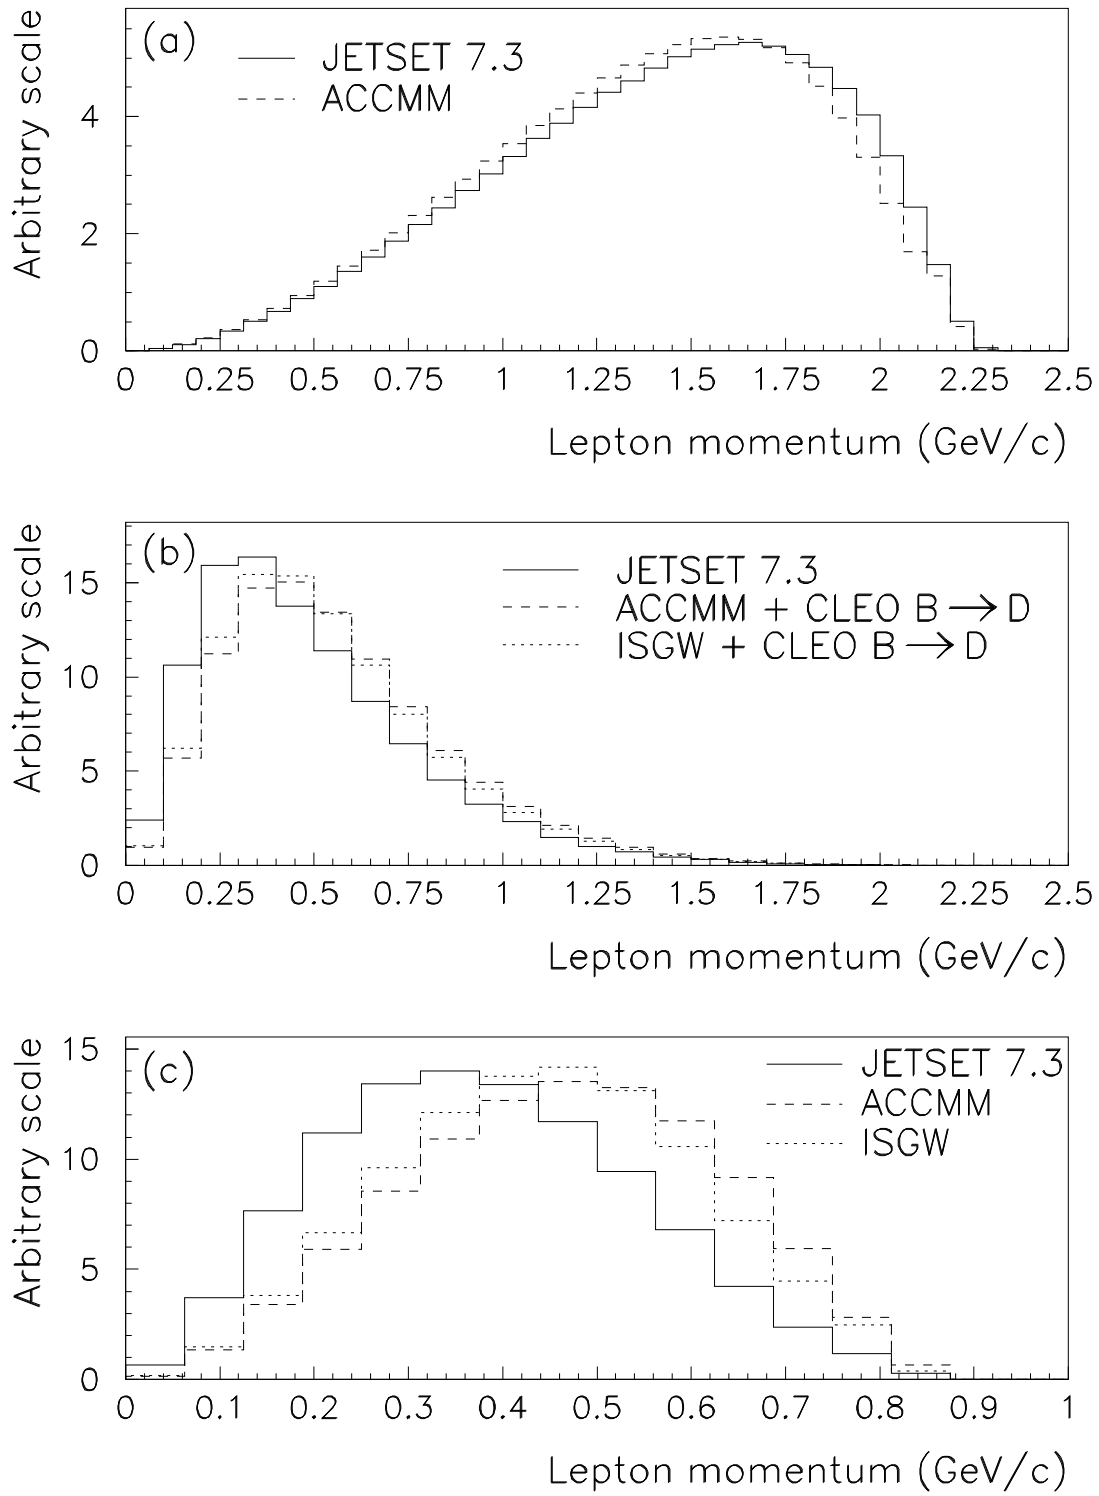 (a)
JETSET 7.3
ACCMM
Arbitrary scale
4
2
0
0 0.25 0.5 0.75 1 1.25 1.5 1.75 2 2.25 2.5
Lepton momentum (GeV/c)
(b)
JETSET 7.3
ACCMM + CLEO B → D
ISGW + CLEO B → D
Arbitrary scale
15
10
5
0
0 0.25 0.5 0.75 1 1.25 1.5 1.75 2 2.25 2.5
Lepton momentum (GeV/c)
(c)
JETSET 7.3
ACCMM
ISGW
Arbitrary scale
15
10
5
0
0 0.1 0.2 0.3 0.4 0.5 0.6 0.7 0.8 0.9 1
Lepton momentum (GeV/c)